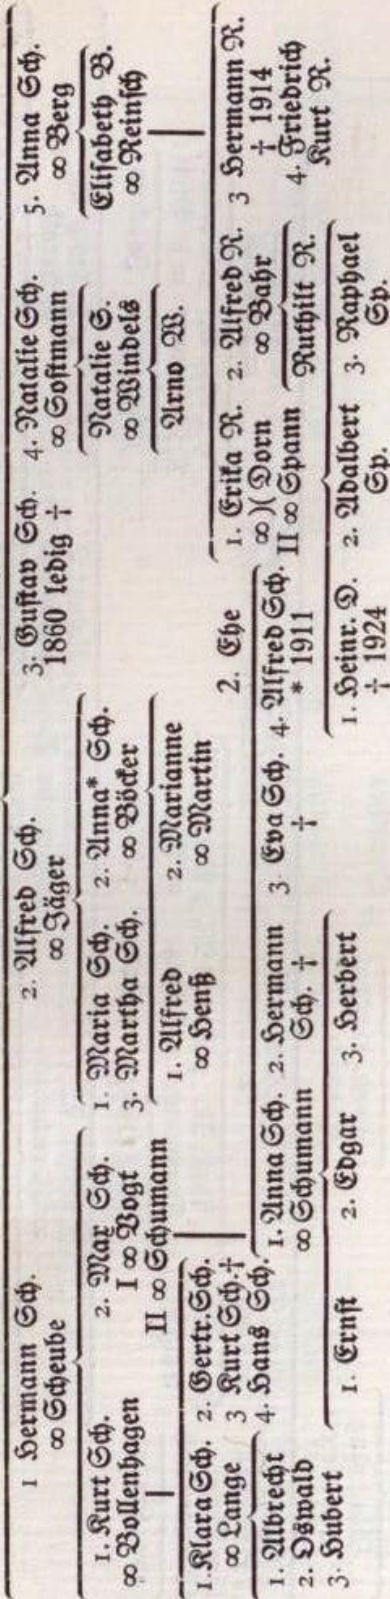 1 Hermann Sch.
∞ Scheube
2. Alfred Sch.
∞ Jäger
3. Gustav Sch.
1860 ledig †
4. Natalie Sch.
∞ Softmann
5. Anna Sch.
∞ Berg
1. Kurt Sch.
∞ Bollenhagen
2. Max Sch.
I ∞ Vogt
II ∞ Schumann
1. Maria Sch.
3. Martha Sch.
2. Anna* Sch.
∞ Böcker
Natalie S.
∞ Windels
Elisabeth B.
∞ Reinsch
1. Alfred
∞ Henß
2. Marianne
∞ Martin
Arno W.
1. Klara Sch.
∞ Lange
2. Gertr. Sch.
3 Kurt Sch. †
4. Hans Sch.
2. Ehe
1. Erika R.
∞ )( Dorn
II ∞ Spann
2. Alfred R.
∞ Bahr
3 Hermann R.
† 1914
4. Friedrich
Kurt R.
1. Albrecht
2. Oswald
3. Hubert
1. Anna Sch.
∞ Schumann
2. Hermann
Sch. †
3. Eva Sch.
†
4. Alfred Sch.
* 1911
Ruthilt R.
1. Ernst
2. Edgar
3. Herbert
1. Heinr. D.
† 1924
2. Adalbert
Sp.
3. Raphael
Sp.